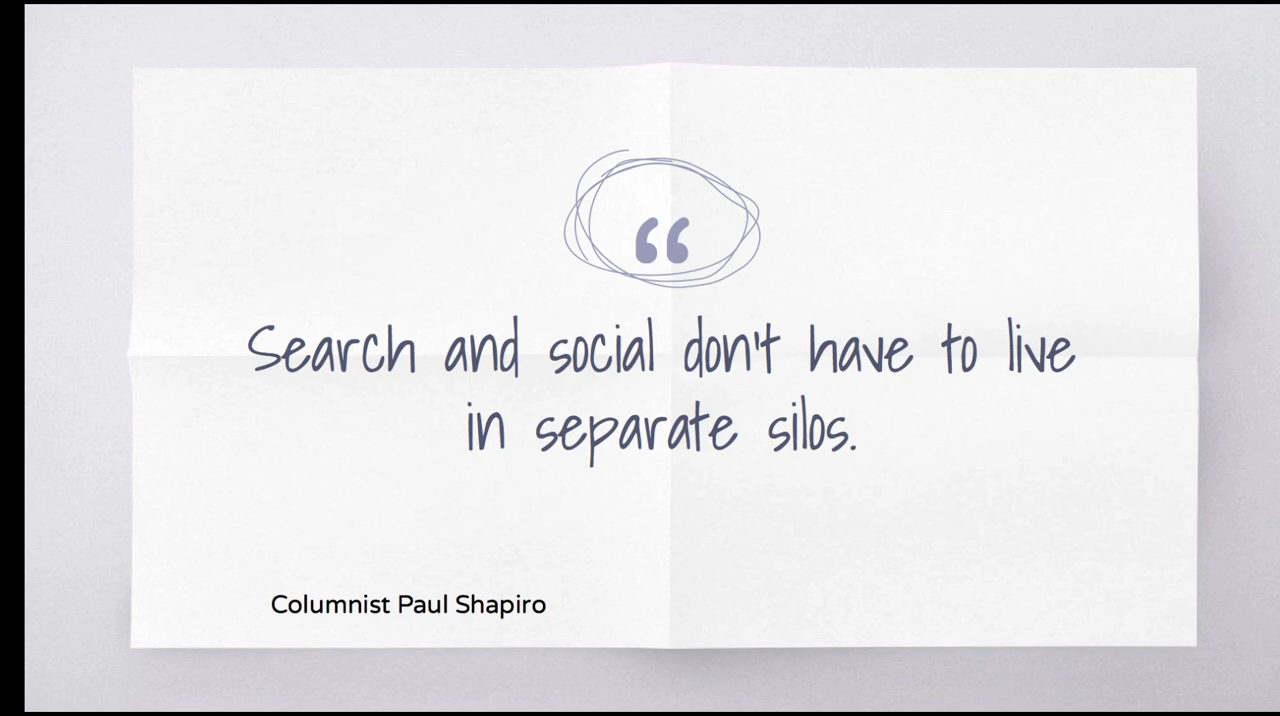 “
Search and social don't have to live
in separate silos.
Columnist Paul Shapiro